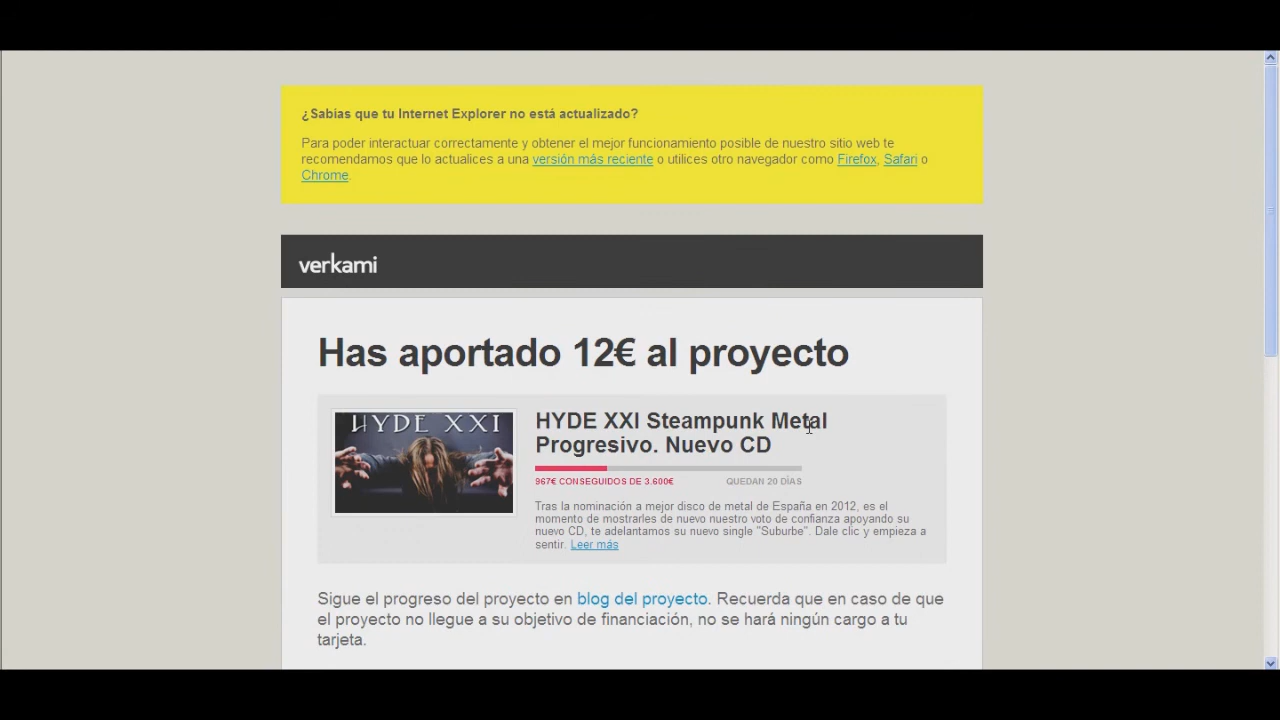 ¿Sabias que tu Internet Explorer no está actualizado?
Para poder interactuar correctamente y obtener el mejor funcionamiento posible de nuestro sitio web te
recomendamos que lo actualices a una versión más reciente o utilices otro navegador como Firefox, Safari o
Chrome.
verkami
Has aportado 12€ al proyecto
HYDE XXI
HYDE XXI Steampunk Metal
Progresivo. Nuevo CD
967€ CONSEGUIDOS DE 3.600€ QUEDAN 20 DÍAS
Tras la nominación a mejor disco de metal de España en 2012, es el
momento de mostrarles de nuevo nuestro voto de confianza apoyando su
nuevo CD, te adelantamos su nuevo single "Suburbe". Dale clic y empieza a
sentir. Leer más
Sigue el progreso del proyecto en blog del proyecto. Recuerda que en caso de que
el proyecto no llegue a su objetivo de financiación, no se hará ningún cargo a tu
tarjeta.